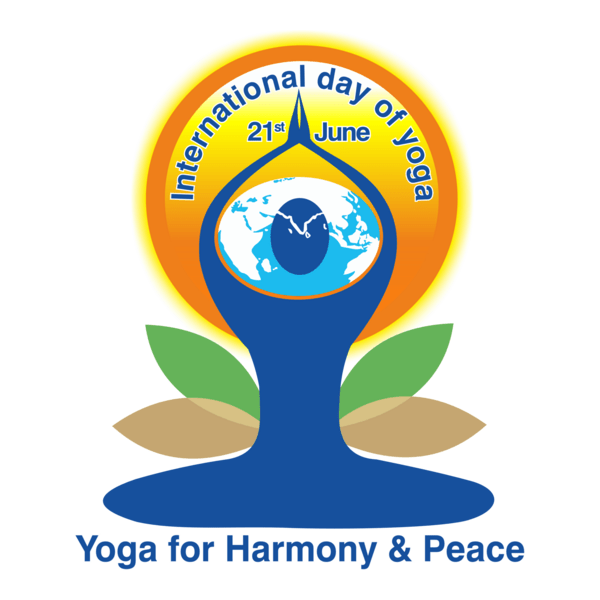 International day of yoga
21st June
Yoga for Harmony & Peace